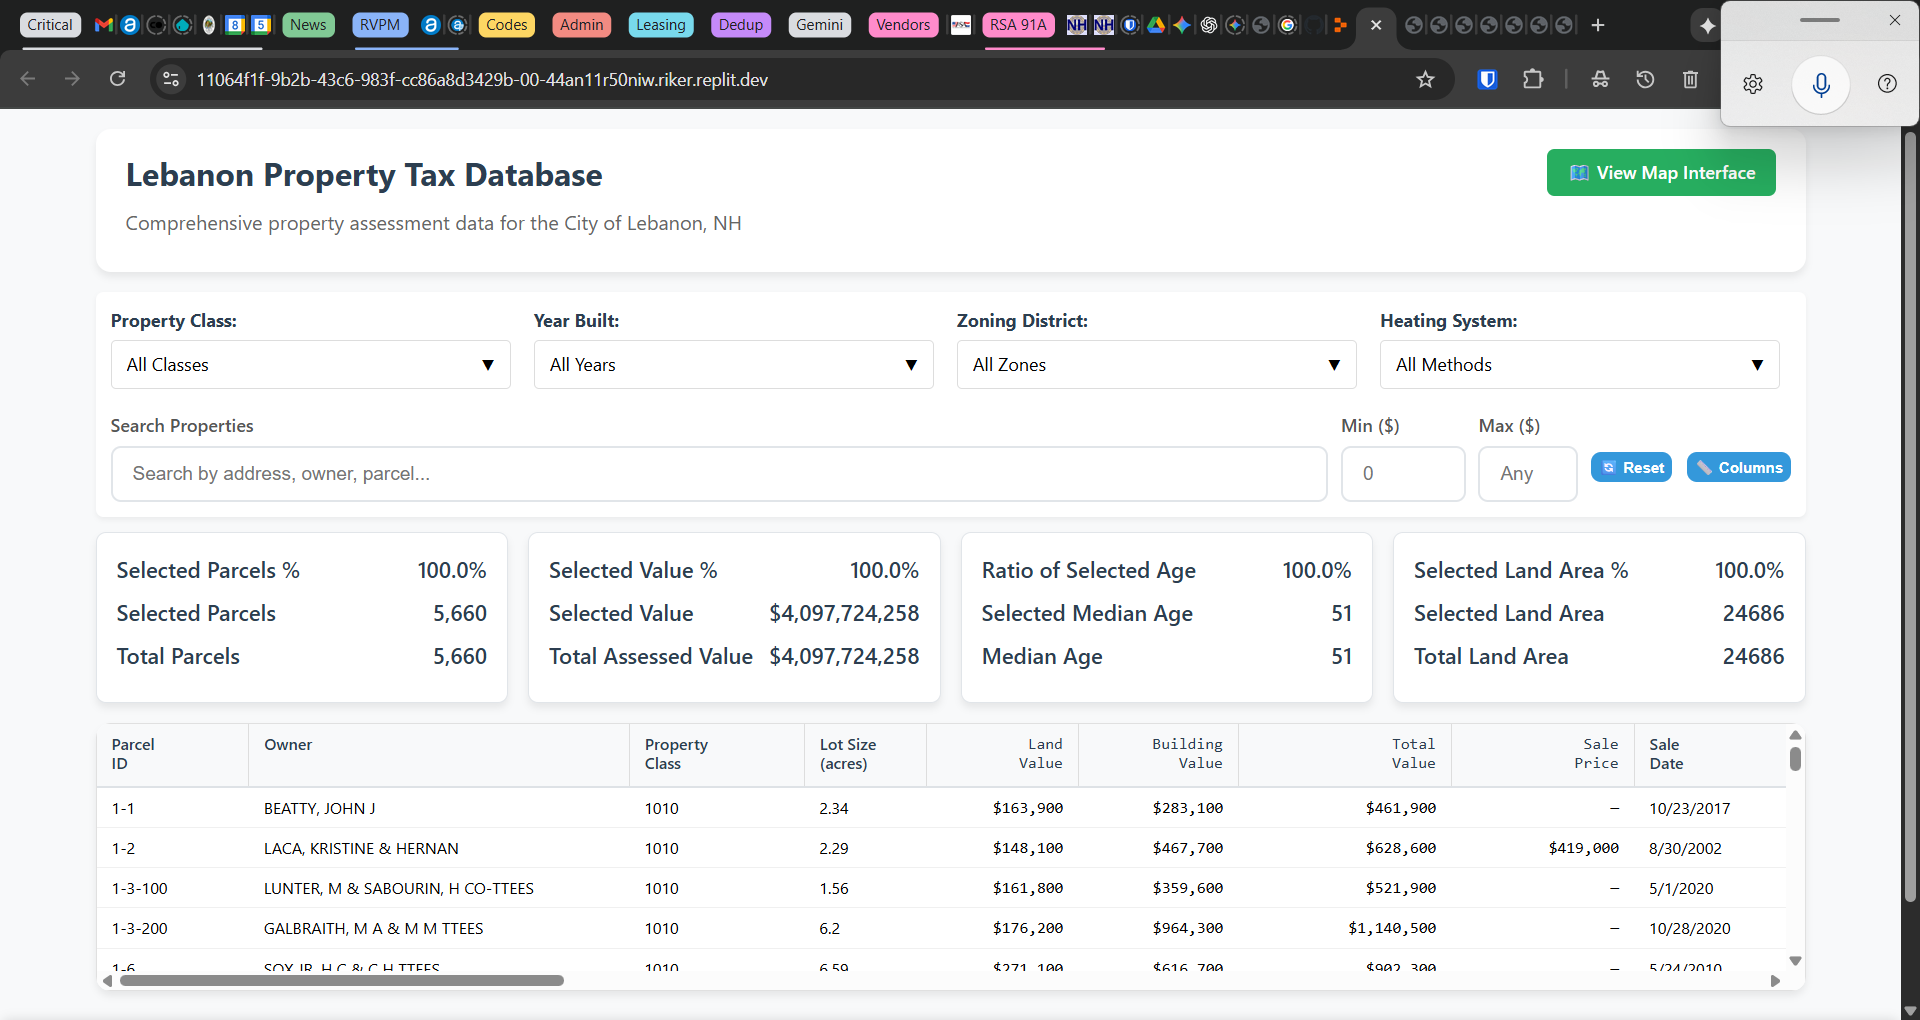 Critical
8
5
News
RVPM
Codes
Admin
Leasing
Dedup
Gemini
Vendors
RSA 91A
NH
NH
11064f1f-9b2b-43c6-983f-cc86a8d3429b-00-44an11r50niw.riker.replit.dev
Lebanon Property Tax Database
View Map Interface
Comprehensive property assessment data for the City of Lebanon, NH
Property Class:
Year Built:
Zoning District:
Heating System:
All Classes
All Years
All Zones
All Methods
Search Properties
Min ($)
Max ($)
Search by address, owner, parcel...
0
Any
Reset
Columns
Selected Parcels % 100.0%
Selected Parcels 5,660
Total Parcels 5,660
Selected Value % 100.0%
Selected Value $4,097,724,258
Total Assessed Value $4,097,724,258
Ratio of Selected Age 100.0%
Selected Median Age 51
Median Age 51
Selected Land Area % 100.0%
Selected Land Area 24686
Total Land Area 24686
Parcel ID Owner Property Class Lot Size (acres) Land Value Building Value Total Value Sale Price Sale Date
1-1 BEATTY, JOHN J 1010 2.34 $163,900 $283,100 $461,900 – 10/23/2017
1-2 LACA, KRISTINE & HERNAN 1010 2.29 $148,100 $467,700 $628,600 $419,000 8/30/2002
1-3-100 LUNTER, M & SABOURIN, H CO-TTEES 1010 1.56 $161,800 $359,600 $521,900 – 5/1/2020
1-3-200 GALBRAITH, M A & M M TTEES 1010 6.2 $176,200 $964,300 $1,140,500 – 10/28/2020
1-6 SOX JR, H C & C H TTEES 1010 6.59 $271,100 $616,700 $902,300 – 5/24/2010